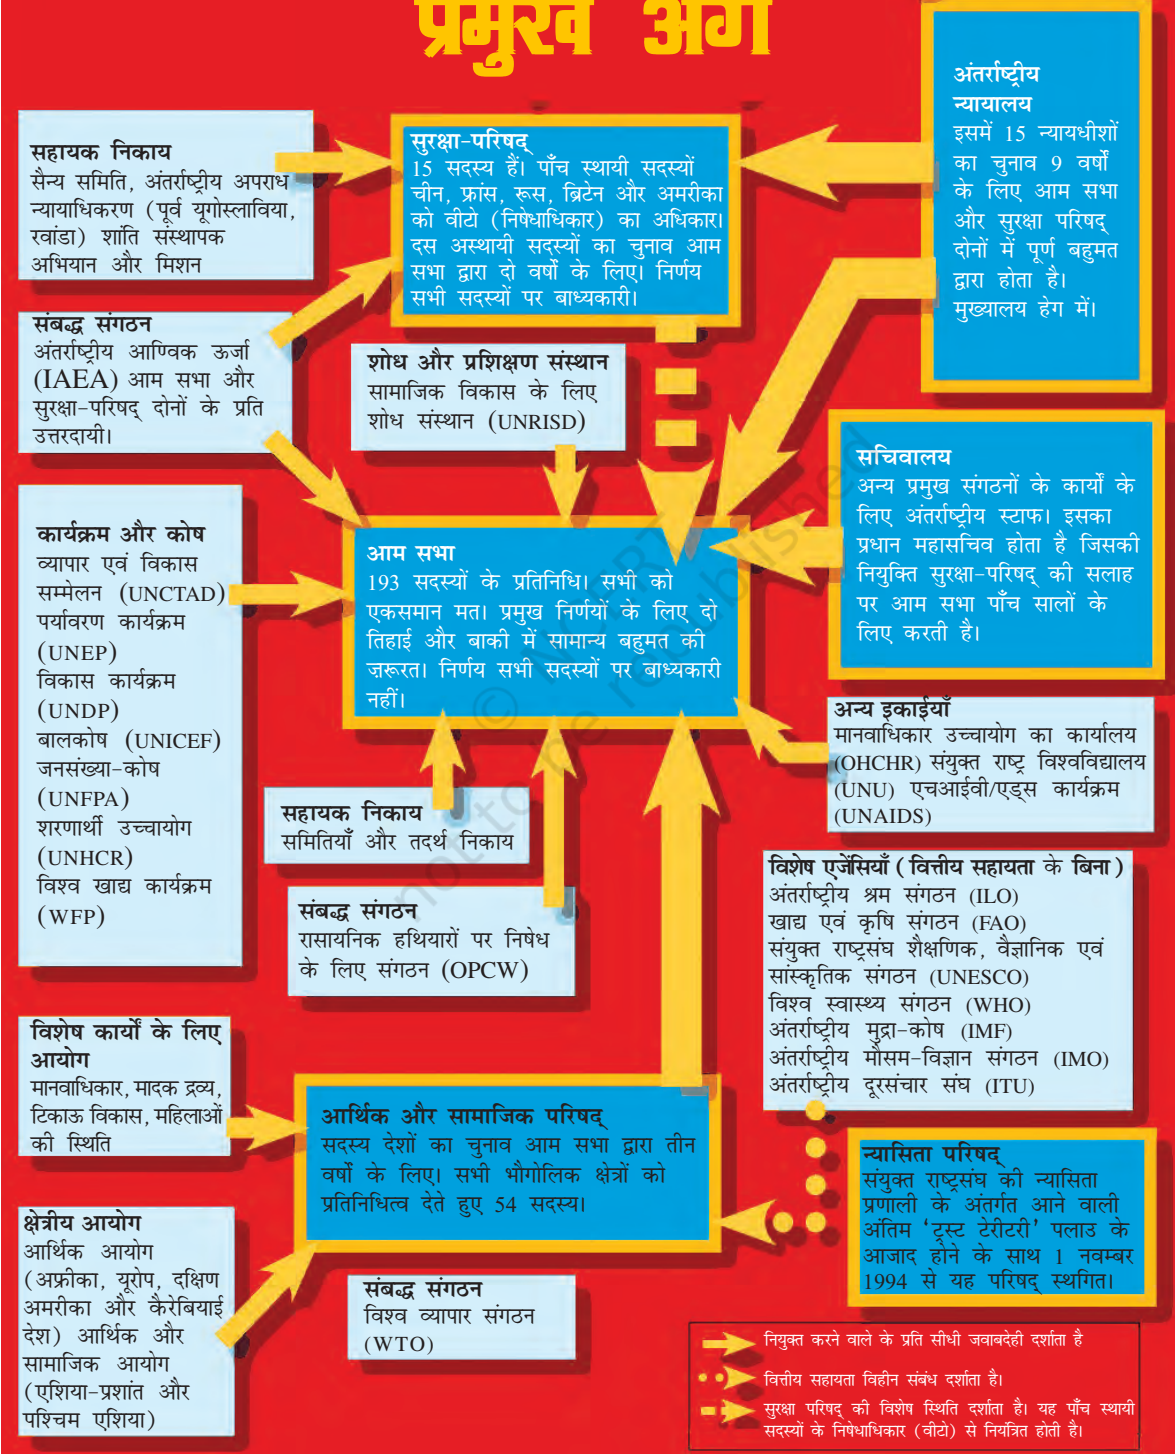 प्रमुख अंग
सहायक निकाय
सैन्य समिति, अंतर्राष्ट्रीय अपराध
न्यायाधिकरण (पूर्व यूगोस्लाविया,
रवांडा) शांति संस्थापक
अभियान और मिशन
सुरक्षा-परिषद्
15 सदस्य हैं। पाँच स्थायी सदस्यों
चीन, फ्रांस, रूस, ब्रिटेन और अमरीका
को वीटो (निषेधाधिकार) का अधिकार।
दस अस्थायी सदस्यों का चुनाव आम
सभा द्वारा दो वर्षों के लिए। निर्णय
सभी सदस्यों पर बाध्यकारी।
अंतर्राष्ट्रीय
न्यायालय
इसमें 15 न्यायधीशों
का चुनाव 9 वर्षों
के लिए आम सभा
और सुरक्षा परिषद्
दोनों में पूर्ण बहुमत
द्वारा होता है।
मुख्यालय हेग में।
संबद्ध संगठन
अंतर्राष्ट्रीय आण्विक ऊर्जा
(IAEA) आम सभा और
सुरक्षा-परिषद् दोनों के प्रति
उत्तरदायी।
शोध और प्रशिक्षण संस्थान
सामाजिक विकास के लिए
शोध संस्थान (UNRISD)
सचिवालय
अन्य प्रमुख संगठनों के कार्यों के
लिए अंतर्राष्ट्रीय स्टाफ। इसका
प्रधान महासचिव होता है जिसकी
नियुक्ति सुरक्षा-परिषद् की सलाह
पर आम सभा पाँच सालों के
लिए करती है।
कार्यक्रम और कोष
व्यापार एवं विकास
सम्मेलन (UNCTAD)
पर्यावरण कार्यक्रम
(UNEP)
विकास कार्यक्रम
(UNDP)
बालकोष (UNICEF)
जनसंख्या-कोष
(UNFPA)
शरणार्थी उच्चायोग
(UNHCR)
विश्व खाद्य कार्यक्रम
(WFP)
आम सभा
193 सदस्यों के प्रतिनिधि। सभी को
एकसमान मत। प्रमुख निर्णयों के लिए दो
तिहाई और बाकी में सामान्य बहुमत की
ज़रूरत। निर्णय सभी सदस्यों पर बाध्यकारी
नहीं।
अन्य इकाईयाँ
मानवाधिकार उच्चायोग का कार्यालय
(OHCHR) संयुक्त राष्ट्र विश्वविद्यालय
(UNU) एचआईवी/एड्स कार्यक्रम
(UNAIDS)
सहायक निकाय
समितियाँ और तदर्थ निकाय
संबद्ध संगठन
रासायनिक हथियारों पर निषेध
के लिए संगठन (OPCW)
विशेष एजेंसियाँ (वित्तीय सहायता के बिना)
अंतर्राष्ट्रीय श्रम संगठन (ILO)
खाद्य एवं कृषि संगठन (FAO)
संयुक्त राष्ट्रसंघ शैक्षणिक, वैज्ञानिक एवं
सांस्कृतिक संगठन (UNESCO)
विश्व स्वास्थ्य संगठन (WHO)
अंतर्राष्ट्रीय मुद्रा-कोष (IMF)
अंतर्राष्ट्रीय मौसम-विज्ञान संगठन (IMO)
अंतर्राष्ट्रीय दूरसंचार संघ (ITU)
विशेष कार्यों के लिए
आयोग
मानवाधिकार, मादक द्रव्य,
टिकाऊ विकास, महिलाओं
की स्थिति
आर्थिक और सामाजिक परिषद्
सदस्य देशों का चुनाव आम सभा द्वारा तीन
वर्षों के लिए। सभी भौगोलिक क्षेत्रों को
प्रतिनिधित्व देते हुए 54 सदस्य।
न्यासिता परिषद्
संयुक्त राष्ट्रसंघ की न्यासिता
प्रणाली के अंतर्गत आने वाली
अंतिम ‘ट्रस्ट टेरीटरी’ पलाउ के
आजाद होने के साथ 1 नवम्बर
1994 से यह परिषद् स्थगित।
क्षेत्रीय आयोग
आर्थिक आयोग
(अफ्रीका, यूरोप, दक्षिण
अमरीका और कैरेबियाई
देश) आर्थिक और
सामाजिक आयोग
(एशिया-प्रशांत और
पश्चिम एशिया)
संबद्ध संगठन
विश्व व्यापार संगठन
(WTO)
नियुक्त करने वाले के प्रति सीधी जवाबदेही दर्शाता है
वित्तीय सहायता विहीन संबंध दर्शाता है।
सुरक्षा परिषद् की विशेष स्थिति दर्शाता है। यह पाँच स्थायी
सदस्यों के निषेधाधिकार (वीटो) से नियंत्रित होती है।
© NCERT
not to be republished